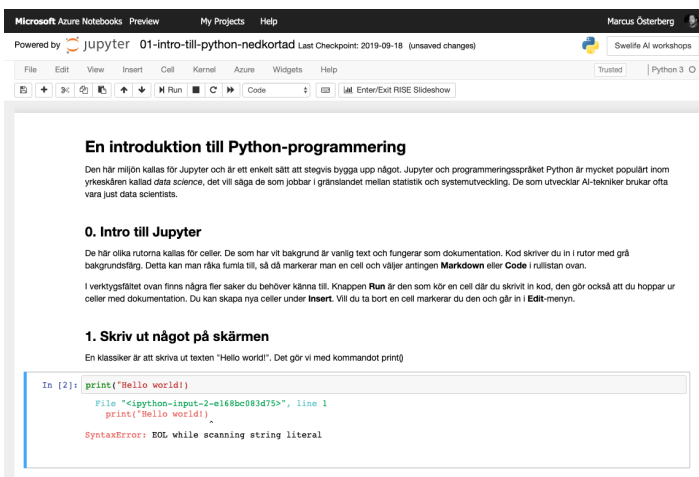 Microsoft Azure Notebooks Preview My Projects Help Marcus Österberg
Powered by jupyter 01-intro-till-python-nedkortad Last Checkpoint: 2019-09-18 (unsaved changes) Swelife AI workshops
File Edit View Insert Cell Kernel Azure Widgets Help Trusted Python 3
Run Code Enter/Exit RISE Slideshow
En introduktion till Python-programmering
Den här miljön kallas för Jupyter och är ett enkelt sätt att stegvis bygga upp något. Jupyter och programmeringsspråket Python är mycket populärt inom
yrkeskåren kallad data science, det vill säga de som jobbar i gränslandet mellan statistik och systemutveckling. De som utvecklar AI-tekniker brukar ofta
vara just data scientists.
0. Intro till Jupyter
De här olika rutorna kallas för celler. De som har vit bakgrund är vanlig text och fungerar som dokumentation. Kod skriver du in i rutor med grå
bakgrundsfärg. Detta kan man råka fumla till, så då markerar man en cell och väljer antingen Markdown eller Code i rullistan ovan.
I verktygsfältet ovan finns några fler saker du behöver känna till. Knappen Run är den som kör en cell där du skrivit in kod, den gör också att du hoppar ur
celler med dokumentation. Du kan skapa nya celler under Insert. Vill du ta bort en cell markerar du den och går in i Edit-menyn.
1. Skriv ut något på skärmen
En klassiker är att skriva ut texten "Hello world!". Det gör vi med kommandot print()
In [2]: print("Hello world!)
File "<ipython-input-2-e168bc083d75>", line 1
print("Hello world!)
^
SyntaxError: EOL while scanning string literal